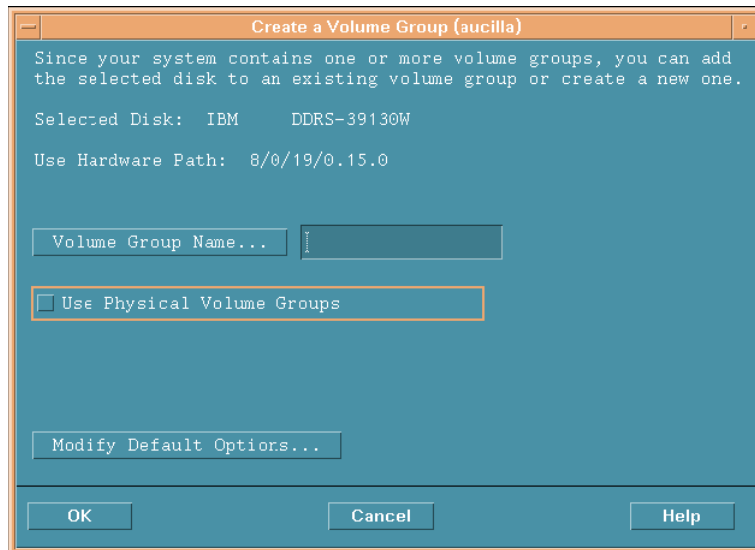 Create a Volume Group (aucilla)
Since your system contains one or more volume groups, you can add
the selected disk to an existing volume group or create a new one.
Selected Disk: IBM DDRS-39130W
Use Hardware Path: 8/0/19/0.15.0
Volume Group Name...
Use Physical Volume Groups
Modify Default Options...
OK Cancel Help